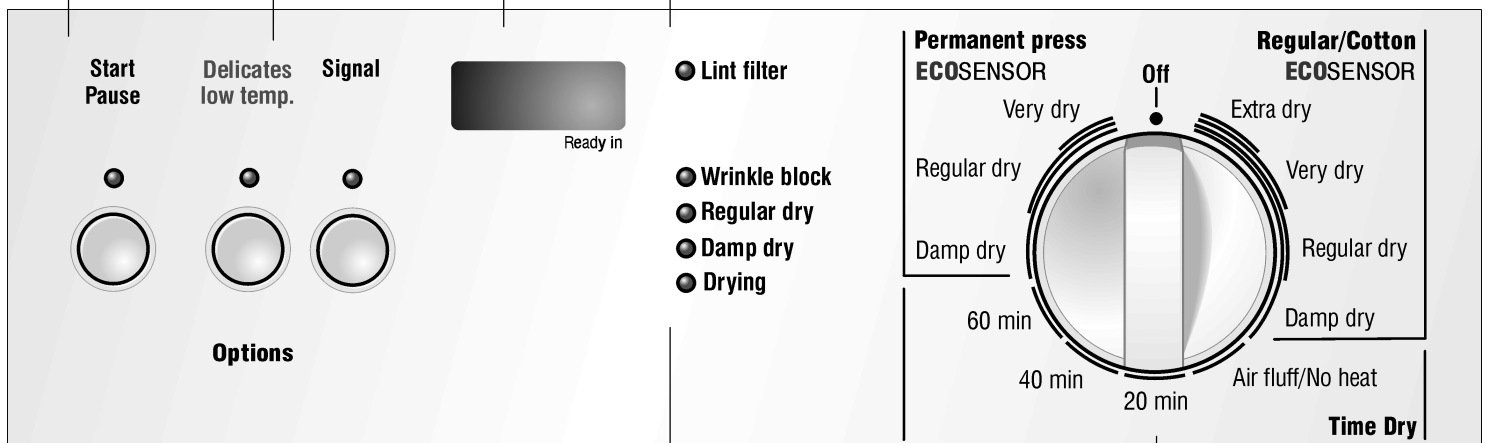 Start
Pause
Delicates
low temp.
Signal
Options
Ready in
Lint filter
Wrinkle block
Regular dry
Damp dry
Drying
Permanent press
ECOSENSOR
Very dry
Regular dry
Damp dry
60 min
40 min
20 min
Off
Regular/Cotton
ECOSENSOR
Extra dry
Very dry
Regular dry
Damp dry
Air fluff/No heat
Time Dry